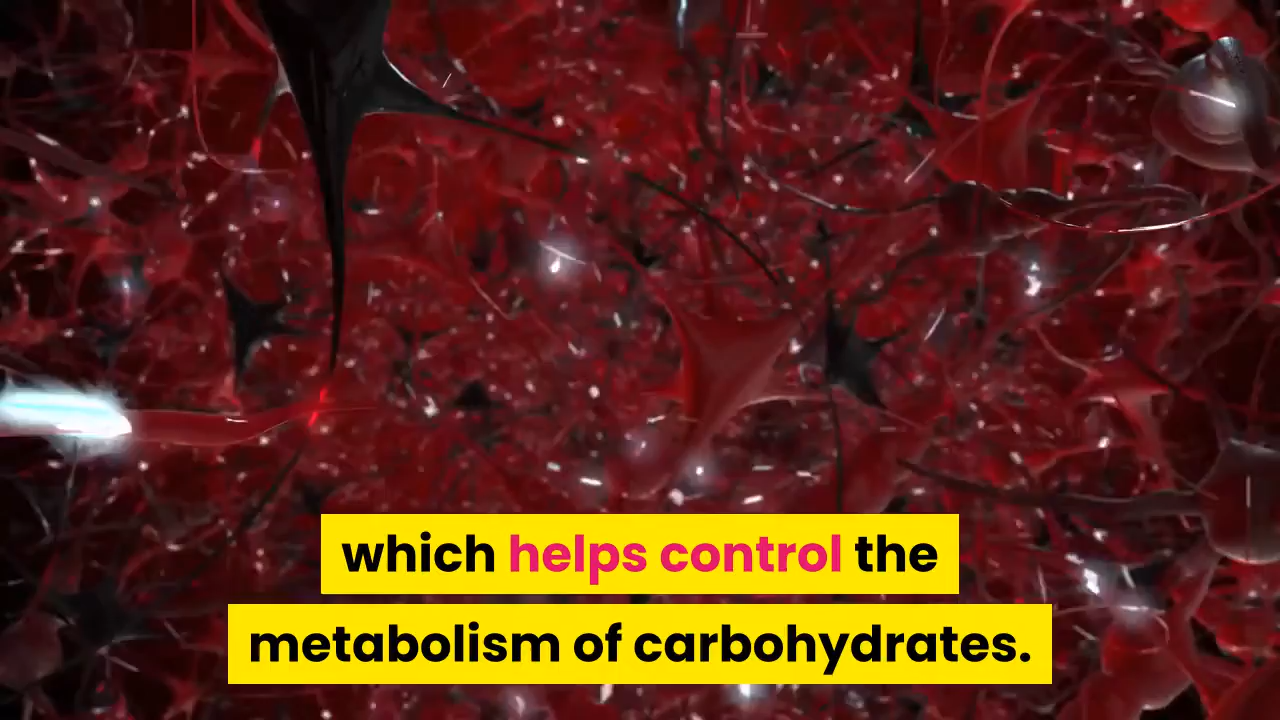 which helps control the
metabolism of carbohydrates.